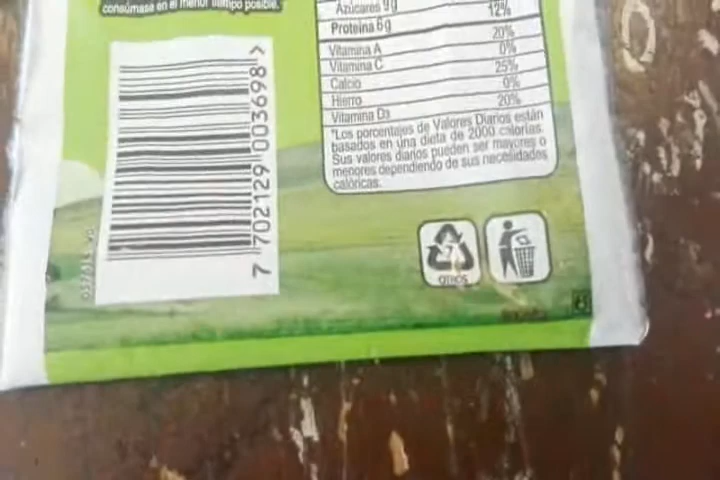 consúmase en el menor tiempo posible.
Azúcares 9g
Proteína 6g 12%
Vitamina A 20%
Vitamina C 0%
Calcio 25%
Hierro 0%
Vitamina D3 20%
*Los porcentajes de Valores Diarios están
basados en una dieta de 2000 calorías.
Sus valores diarios pueden ser mayores o
menores dependiendo de sus necesidades
calóricas.
7 702129 003698 >
7
OTROS